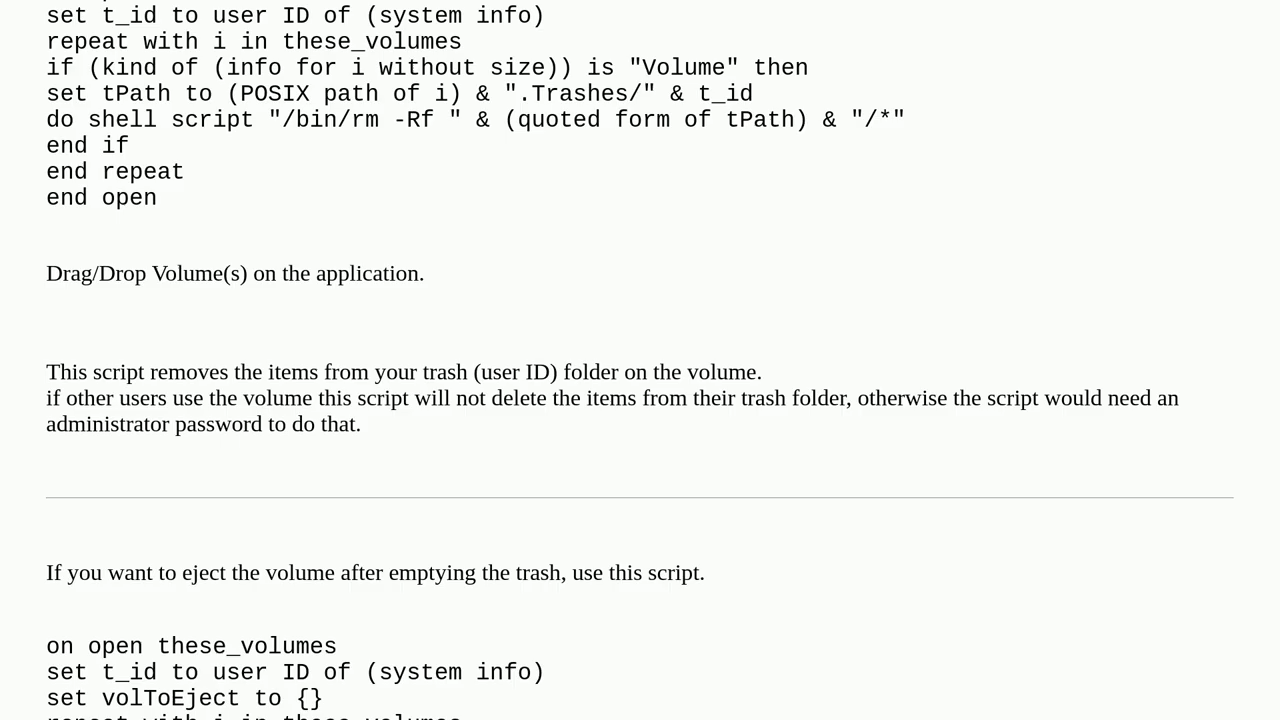 set t_id to user ID of (system info)
repeat with i in these_volumes
if (kind of (info for i without size)) is "Volume" then
set tPath to (POSIX path of i) & ".Trashes/" & t_id
do shell script "/bin/rm -Rf " & (quoted form of tPath) & "/*"
end if
end repeat
end open
Drag/Drop Volume(s) on the application.
This script removes the items from your trash (user ID) folder on the volume.
if other users use the volume this script will not delete the items from their trash folder, otherwise the script would need an
administrator password to do that.
If you want to eject the volume after emptying the trash, use this script.
on open these_volumes
set t_id to user ID of (system info)
set volToEject to {}
repeat with i in these_volumes